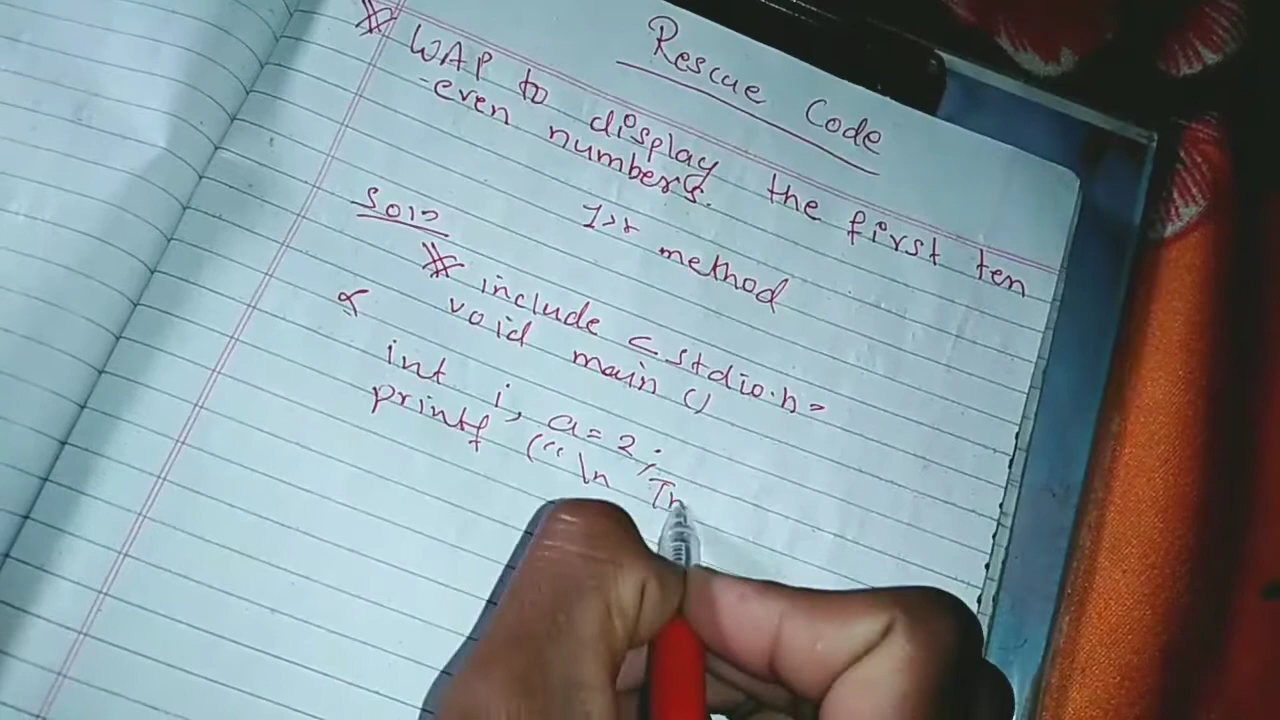 Rescue Code
* WAP to display the first ten
even numbers.
1st method
Soln
# include <stdio.h>
void main ()
{
int i, a = 2;
printf ("\n Th